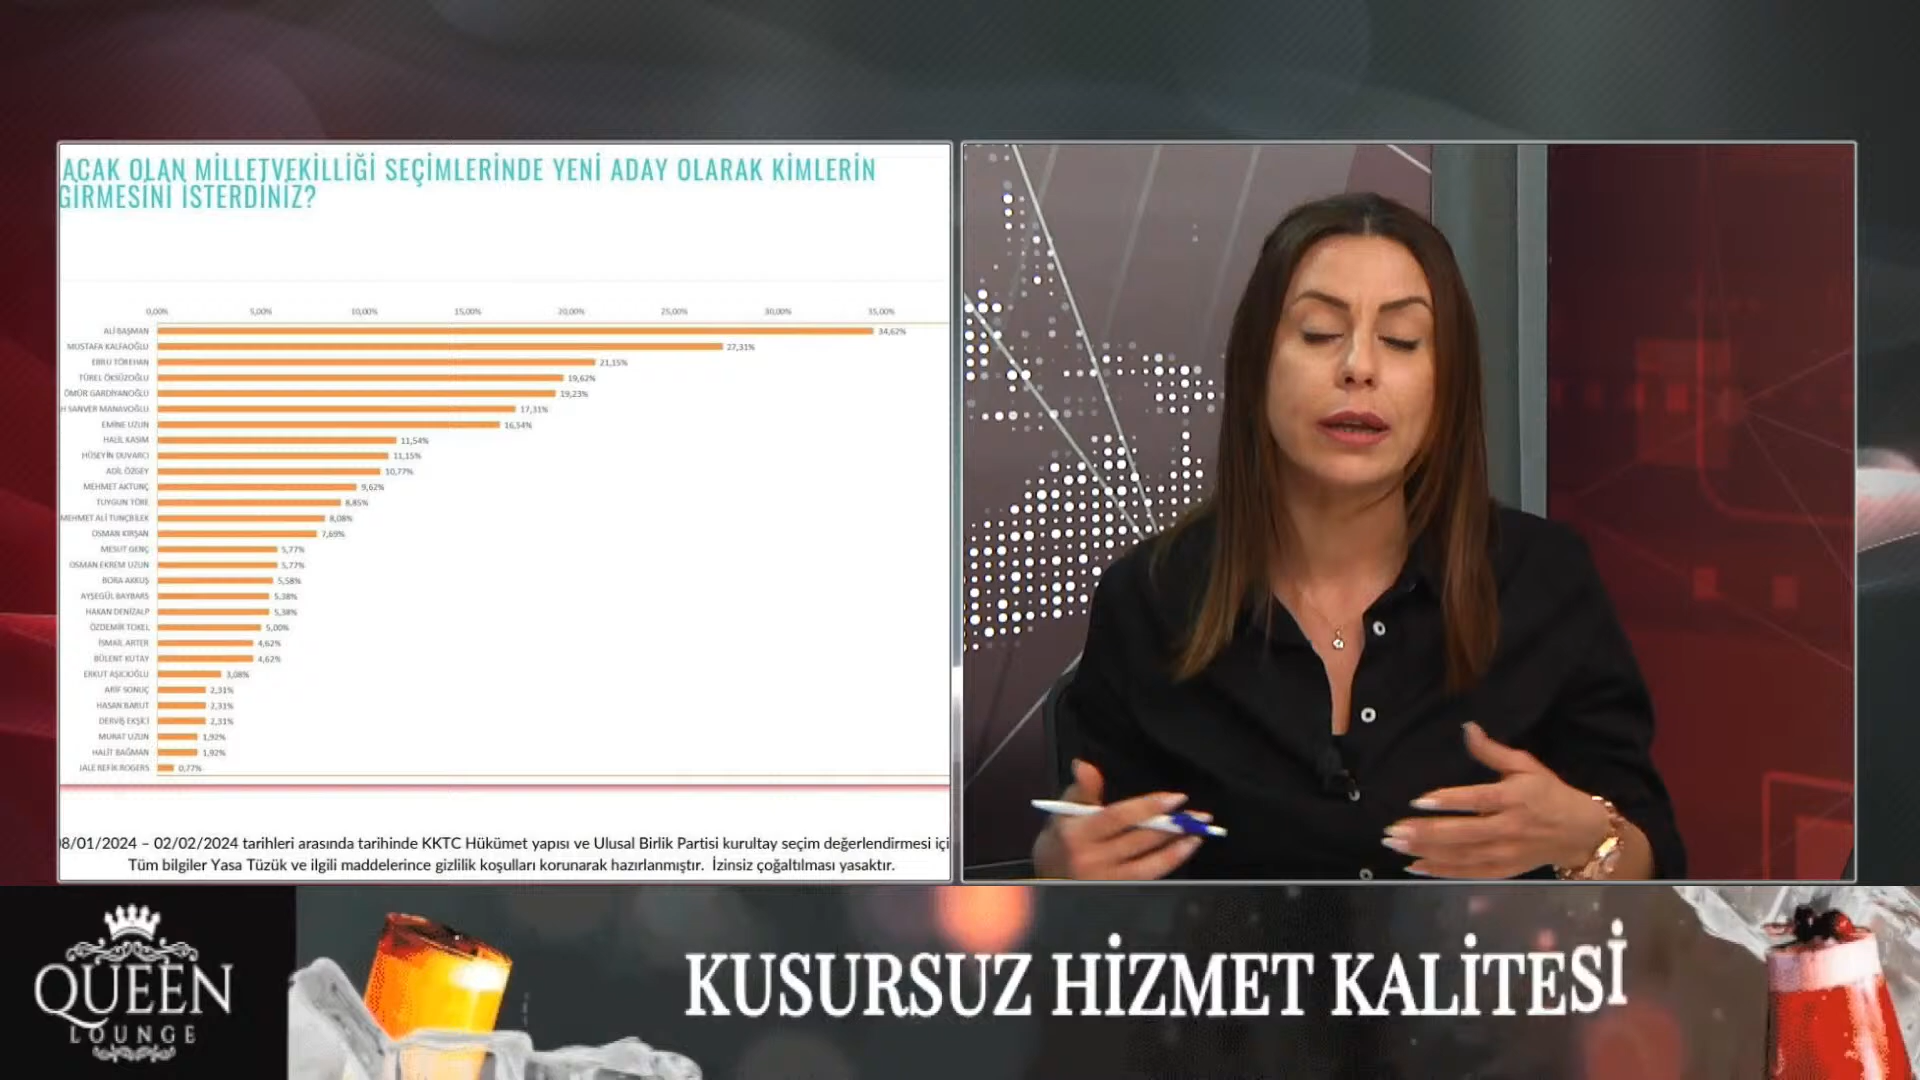 ACAK OLAN MİLLETVEKİLLİĞİ SEÇİMLERİNDE YENİ ADAY OLARAK KİMLERİN
GİRMESİNİ İSTERDİNİZ?
0,00% 5,00% 10,00% 15,00% 20,00% 25,00% 30,00% 35,00%
ALİ BAŞMAN 34,62%
MUSTAFA KALFAOĞLU 27,31%
EBRU TÖREHAN 21,15%
TÜREL ÖKSÜZOĞLU 19,62%
ÖMÜR GARDİYANOĞLU 19,23%
H SANVER MANAVOĞLU 17,31%
EMİNE UZUN 16,54%
HALİL KASIM 11,54%
HÜSEYİN DUVARCI 11,15%
ADİL ÖZGEY 10,77%
MEHMET AKTUNÇ 9,62%
TUYGUN TÖRE 8,85%
MEHMET ALİ TUNÇBİLEK 8,08%
OSMAN KIRŞAN 7,69%
MESUT GENÇ 5,77%
OSMAN EKREM UZUN 5,77%
BORA AKKUŞ 5,58%
AYŞEGÜL BAYBARS 5,38%
HAKAN DENİZALP 5,38%
ÖZDEMİR TOKEL 5,00%
İSMAİL ARTER 4,62%
BÜLENT KUTAY 4,62%
ERKUT AŞICIOĞLU 3,08%
ARİF SONUÇ 2,31%
HASAN BARUT 2,31%
DERVİŞ EKŞİCİ 2,31%
MURAT UZUN 1,92%
HALİT BAĞMAN 1,92%
JALE REFİK ROGERS 0,77%
8/01/2024 – 02/02/2024 tarihleri arasında tarihinde KKTC Hükümet yapısı ve Ulusal Birlik Partisi kurultay seçim değerlendirmesi içi
Tüm bilgiler Yasa Tüzük ve ilgili maddelerince gizlilik koşulları korunarak hazırlanmıştır. İzinsiz çoğaltılması yasaktır.
QUEEN
LOUNGE
KUSURSUZ HİZMET KALİTESİ